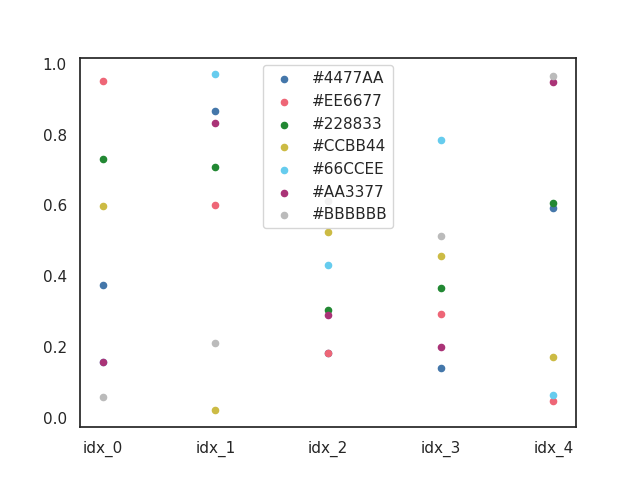 1.0
0.8
0.6
0.4
0.2
0.0
idx_0 idx_1 idx_2 idx_3 idx_4
#4477AA
#EE6677
#228833
#CCBB44
#66CCEE
#AA3377
#BBBBBB